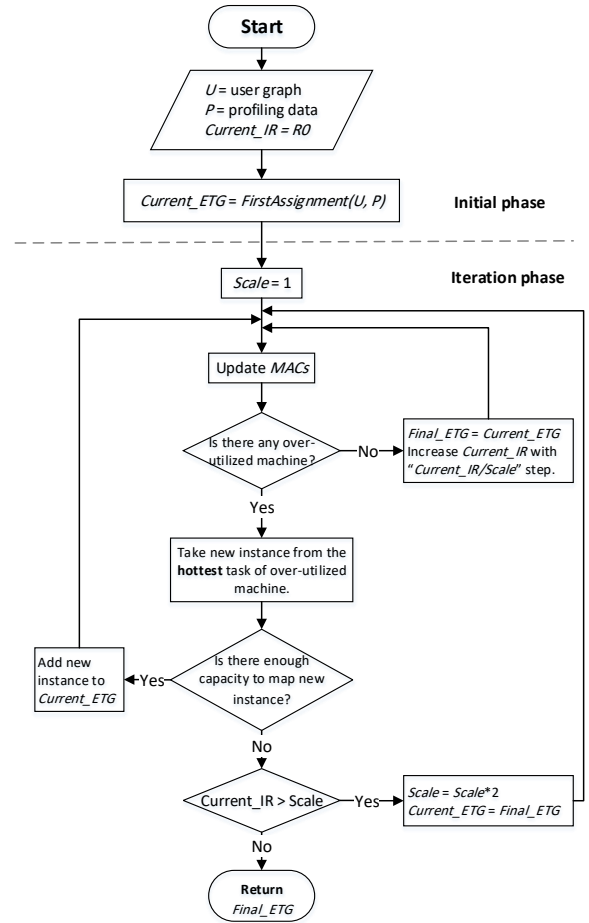 Start
U = user graph
P = profiling data
Current_IR = R0
Current_ETG = FirstAssignment(U, P)
Initial phase
Iteration phase
Scale = 1
Update MACs
Is there any over-
utilized machine?
No
Final_ETG = Current_ETG
Increase Current_IR with
“Current_IR/Scale” step.
Yes
Take new instance from the
hottest task of over-utilized
machine.
Is there enough
capacity to map new
instance?
Yes
Add new
instance to
Current_ETG
No
Current_IR > Scale
Yes
Scale = Scale*2
Current_ETG = Final_ETG
No
Return
Final_ETG